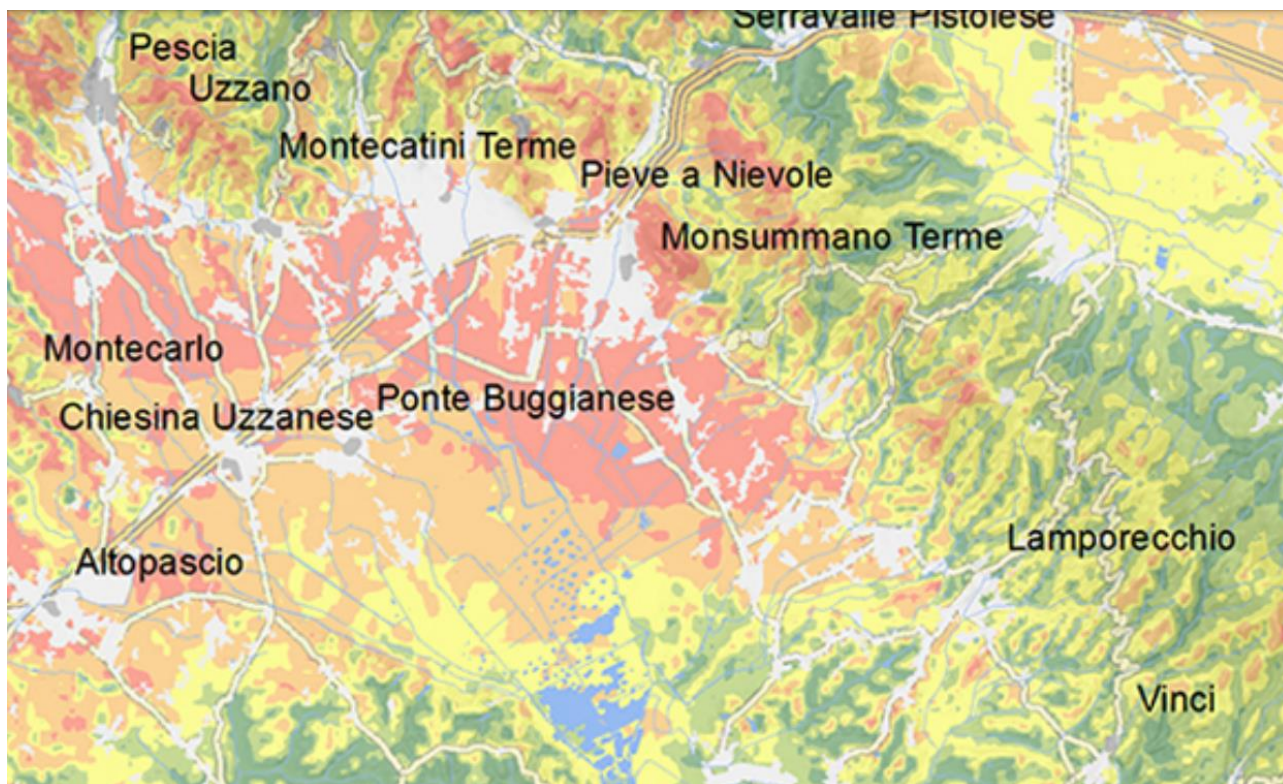 Serravalle Pistoiese
Pescia
Uzzano
Montecatini Terme
Pieve a Nievole
Monsummano Terme
Montecarlo
Ponte Buggianese
Chiesina Uzzanese
Lamporecchio
Altopascio
Vinci